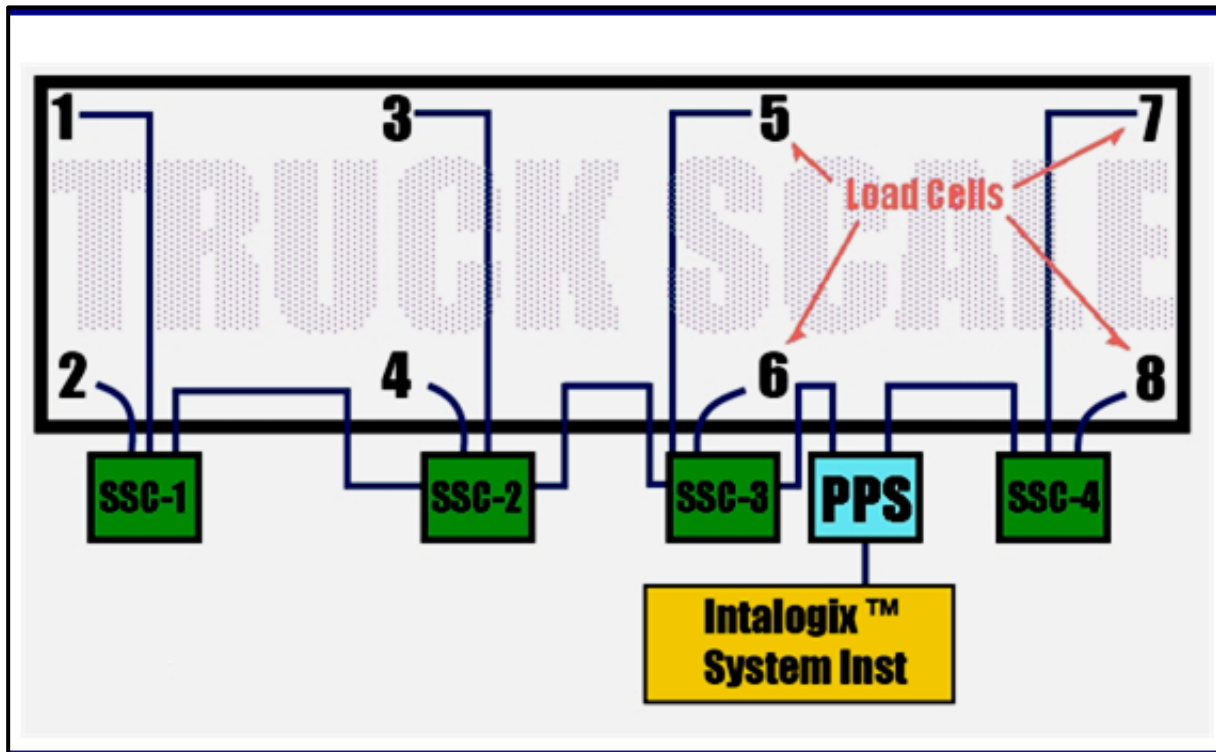 1 3 5 7
TRUCK SCALE
Load Cells
2 4 6 8
SSC-1 SSC-2 SSC-3 PPS SSC-4
Intalogix ™
System Inst